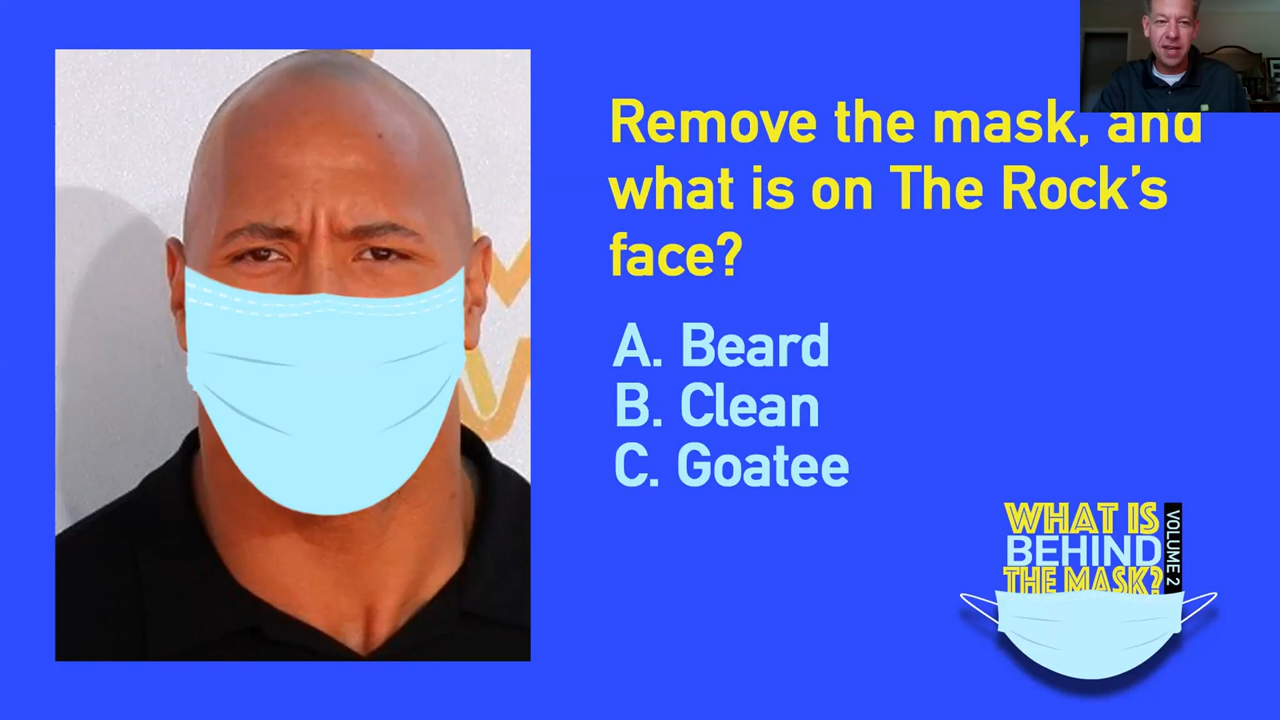 Remove the mask, and
what is on The Rock's
face?
A. Beard
B. Clean
C. Goatee
WHAT IS
BEHIND
THE MASK?
VOLUME 2